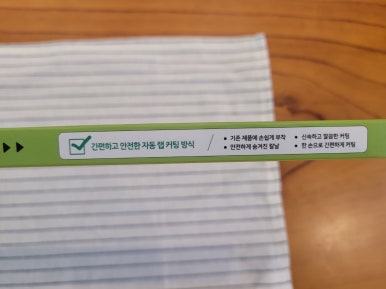 간편하고 안전한 자동 랩 커팅 방식
• 기존 제품에 손쉽게 부착
• 안전하게 숨겨진 칼날
• 신속하고 깔끔한 커팅
• 한 손으로 간편하게 커팅